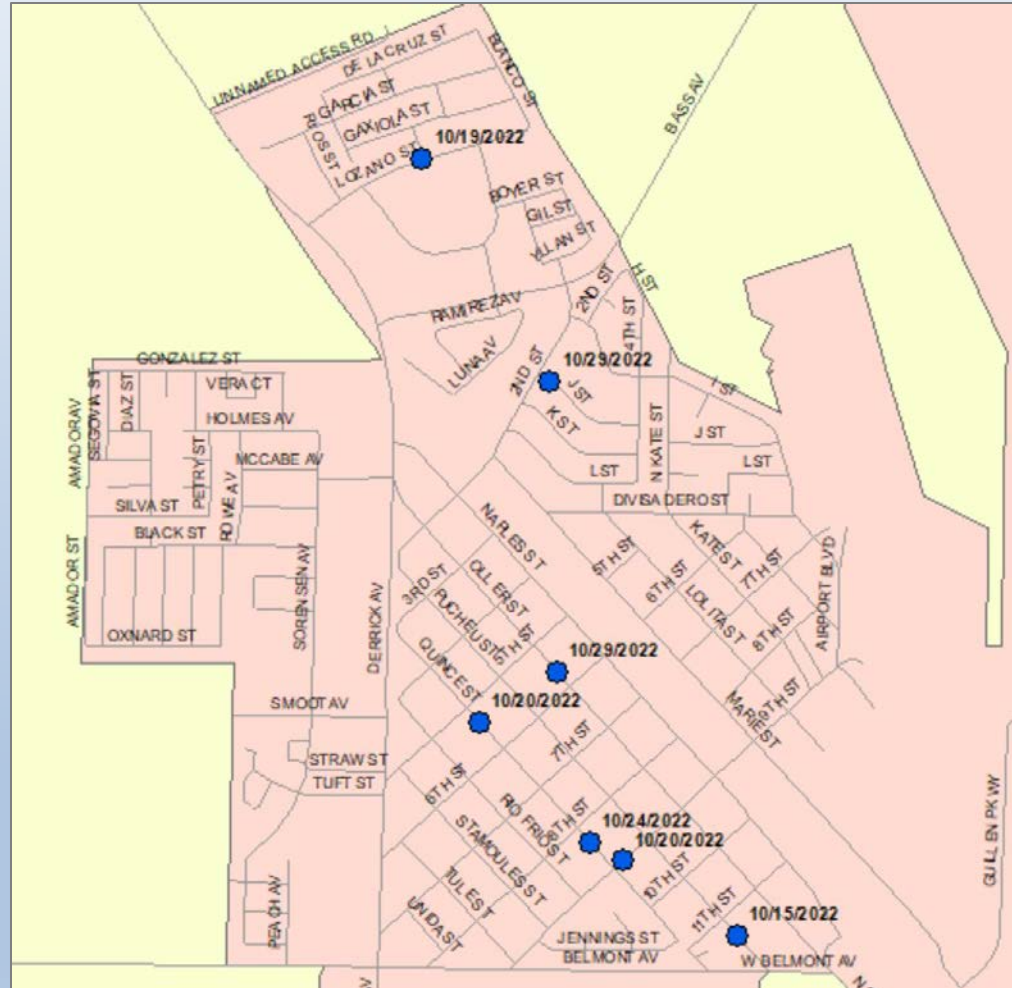 UNNAMED ACCESS RD
DE LA CRUZ ST
BLANCO ST
GARCIA ST
RIOS ST
GAXIOLA ST
BASS AV
10/19/2022
LOZANO ST
BOYER ST
GIL ST
YLLAN ST
2ND ST
H ST
RAMIREZ AV
4TH ST
LUNA AV
2ND ST
10/29/2022
J ST
I ST
GONZALEZ ST
SEGOVIA ST
DIAZ ST
VERA CT
AMADOR AV
HOLMES AV
K ST
N KATE ST
J ST
PETRY ST
MCCABE AV
L ST
L ST
ROWE AV
SILVA ST
DIVISADERO ST
BLACK ST
NARLES ST
KATE ST
5TH ST
7TH ST
AIRPORT BLVD
AMADOR ST
SORENSEN AV
3RD ST
OLLER ST
6TH ST
LOLITA ST
8TH ST
OXNARD ST
DERRICK AV
PUCHEU ST
5TH ST
QUINCE ST
10/29/2022
MARIE ST
9TH ST
SMOOT AV
10/20/2022
7TH ST
STRAW ST
TUFT ST
6TH ST
RIO FRIO ST
8TH ST
10/24/2022
10/20/2022
STAMOULES ST
GUILLEN PKWY
TULE ST
10TH ST
PEACH AV
UNIDA ST
11TH ST
10/15/2022
JENNINGS ST
BELMONT AV
W BELMONT AV